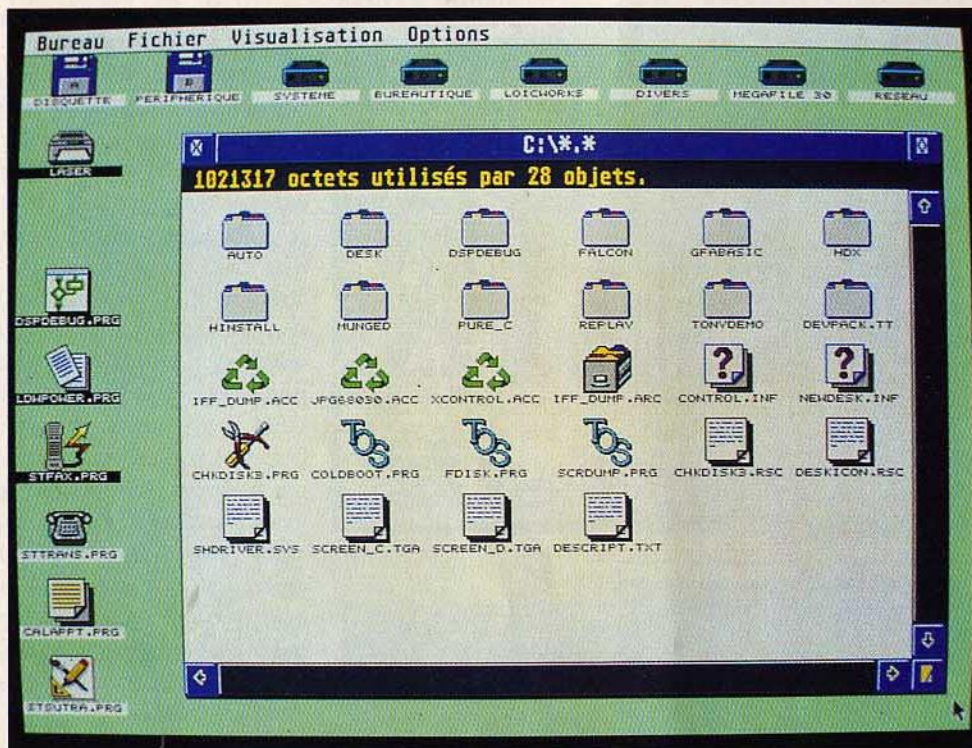 Bureau Fichier Visualisation Options
A B
DISQUETTE PERIPHERIQUE SYSTEME BUREAUTIQUE LOICWORKS DIVERS MEGAFILE 30 RESEAU
C:\*.*
LASER
1021317 octets utilisés par 28 objets.
AUTO DESK DSPDEBUG FALCON GFABASIC HDX
DSPDEBUG.PRG
HINSTALL MUNGED PURE_C REPLAY TONYDEMO DEVPACK.TT
LOWPOWER.PRG
IFF_DUMP.ACC JPG68030.ACC XCONTROL.ACC IFF_DUMP.ARC CONTROL.INF NEWDESK.INF
TOS TOS TOS
STFAX.PRG
CHKDISK3.PRG COLDBOOT.PRG FDISK.PRG SCRDUMP.PRG CHKDISK3.RSC DESKICON.RSC
STTRANS.PRG
SHDRIVER.SYS SCREEN_C.TGA SCREEN_D.TGA DESCRIPT.TXT
CALAPPT.PRG
STSUTRA.PRG